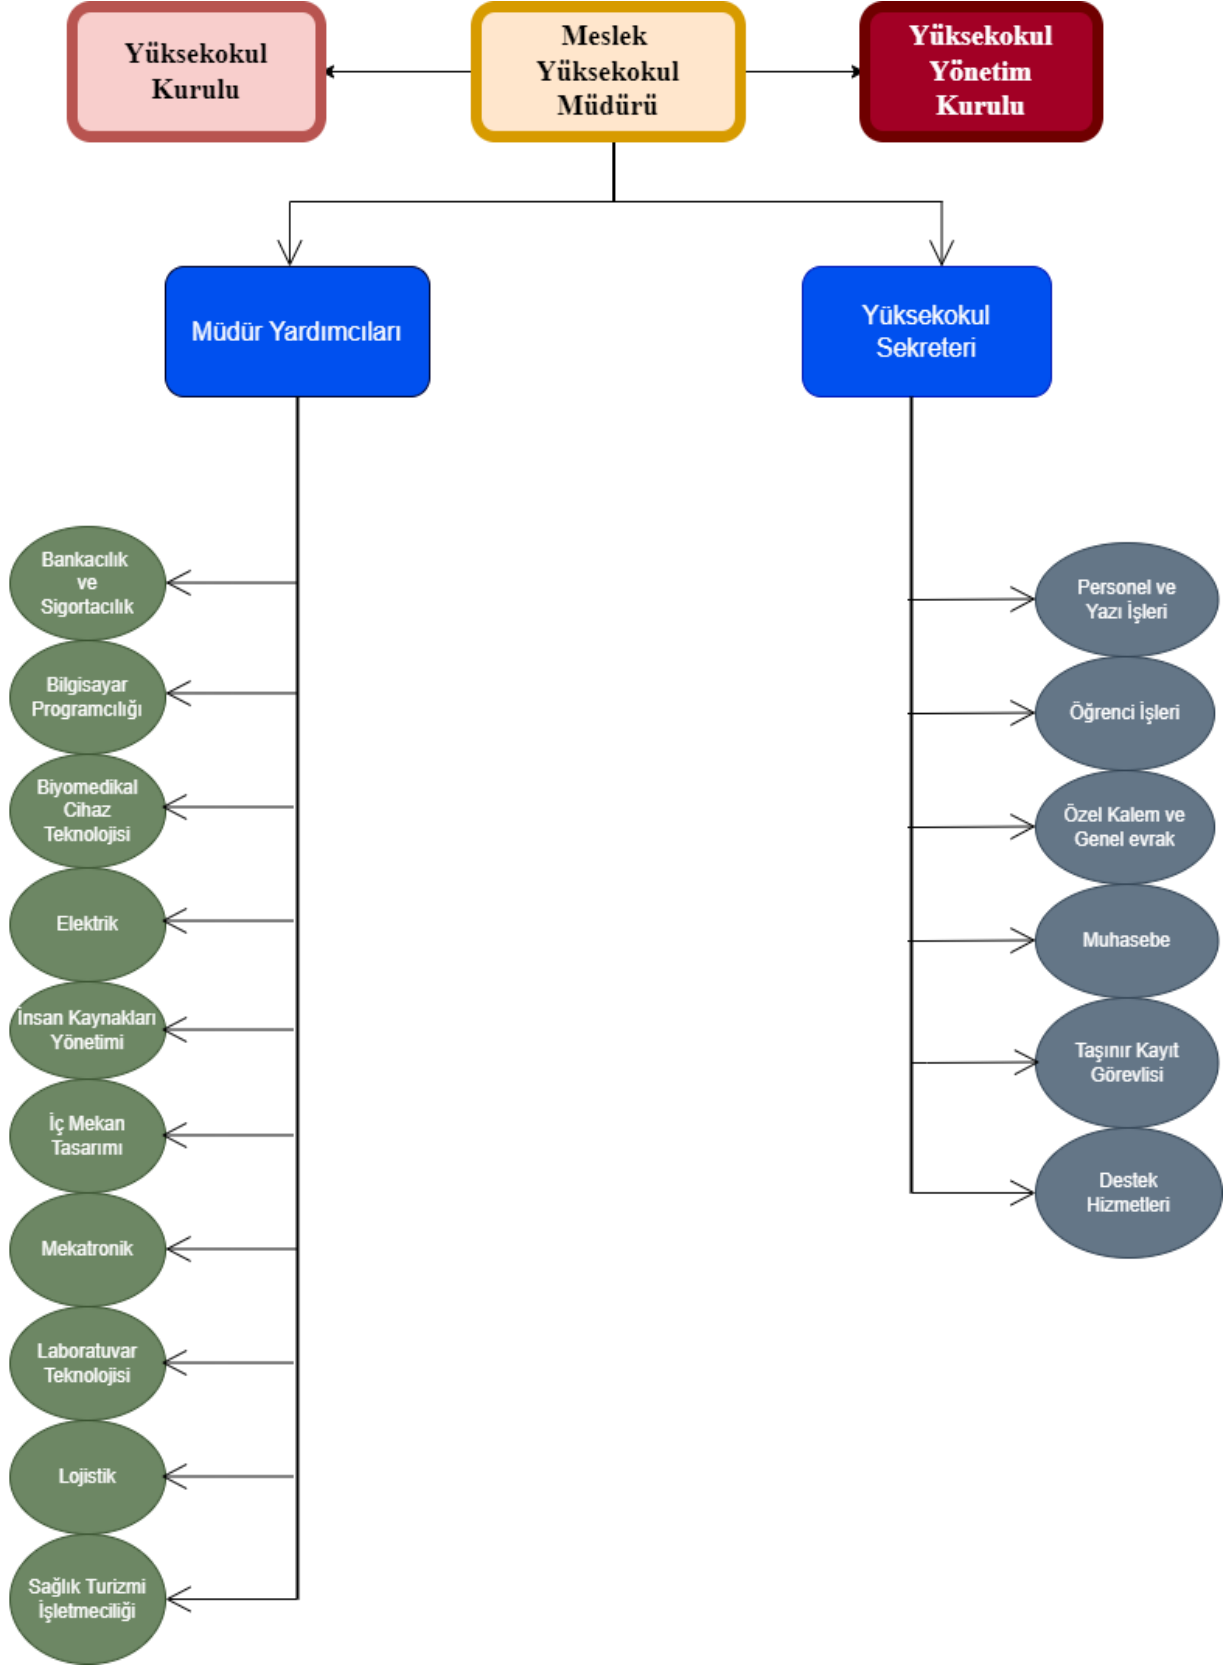 Yüksekokul
Kurulu
Meslek
Yüksekokul
Müdürü
Yüksekokul
Yönetim
Kurulu
Müdür Yardımcıları
Yüksekokul
Sekreteri
Bankacılık
ve
Sigortacılık
Bilgisayar
Programcılığı
Biyomedikal
Cihaz
Teknolojisi
Elektrik
İnsan Kaynakları
Yönetimi
İç Mekan
Tasarımı
Mekatronik
Laboratuvar
Teknolojisi
Lojistik
Sağlık Turizmi
İşletmeciliği
Personel ve
Yazı İşleri
Öğrenci İşleri
Özel Kalem ve
Genel evrak
Muhasebe
Taşınır Kayıt
Görevlisi
Destek
Hizmetleri